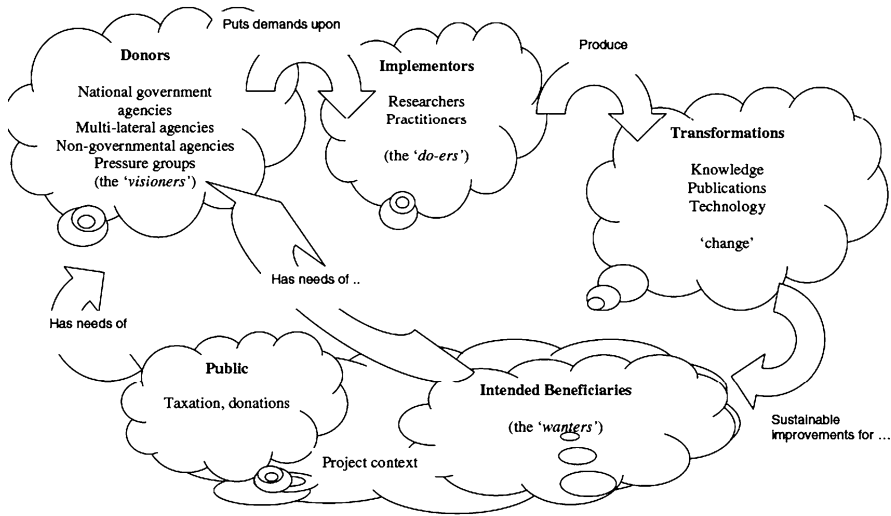 Puts demands upon
Donors
National government
agencies
Multi-lateral agencies
Non-governmental agencies
Pressure groups
(the ‘visioners’)
Implementors
Researchers
Practitioners
(the ‘do-ers’)
Produce
Transformations
Knowledge
Publications
Technology
‘change’
Has needs of ..
Has needs of
Public
Taxation, donations
Intended Beneficiaries
(the ‘wanters’)
Sustainable
improvements for ...
Project context